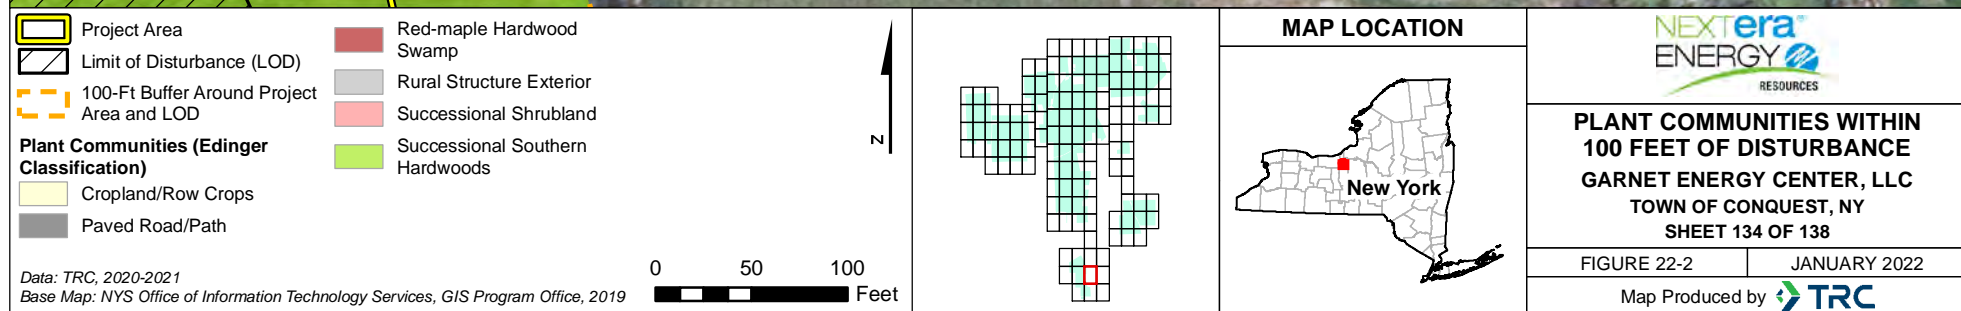 Project Area
Limit of Disturbance (LOD)
100-Ft Buffer Around Project
Area and LOD
Plant Communities (Edinger
Classification)
Cropland/Row Crops
Paved Road/Path
Red-maple Hardwood
Swamp
Rural Structure Exterior
Successional Shrubland
Successional Southern
Hardwoods
Data: TRC, 2020-2021
Base Map: NYS Office of Information Technology Services, GIS Program Office, 2019
0 50 100
Feet
N
MAP LOCATION
New York
NEXTera
ENERGY
RESOURCES
PLANT COMMUNITIES WITHIN
100 FEET OF DISTURBANCE
GARNET ENERGY CENTER, LLC
TOWN OF CONQUEST, NY
SHEET 134 OF 138
FIGURE 22-2
JANUARY 2022
Map Produced by TRC